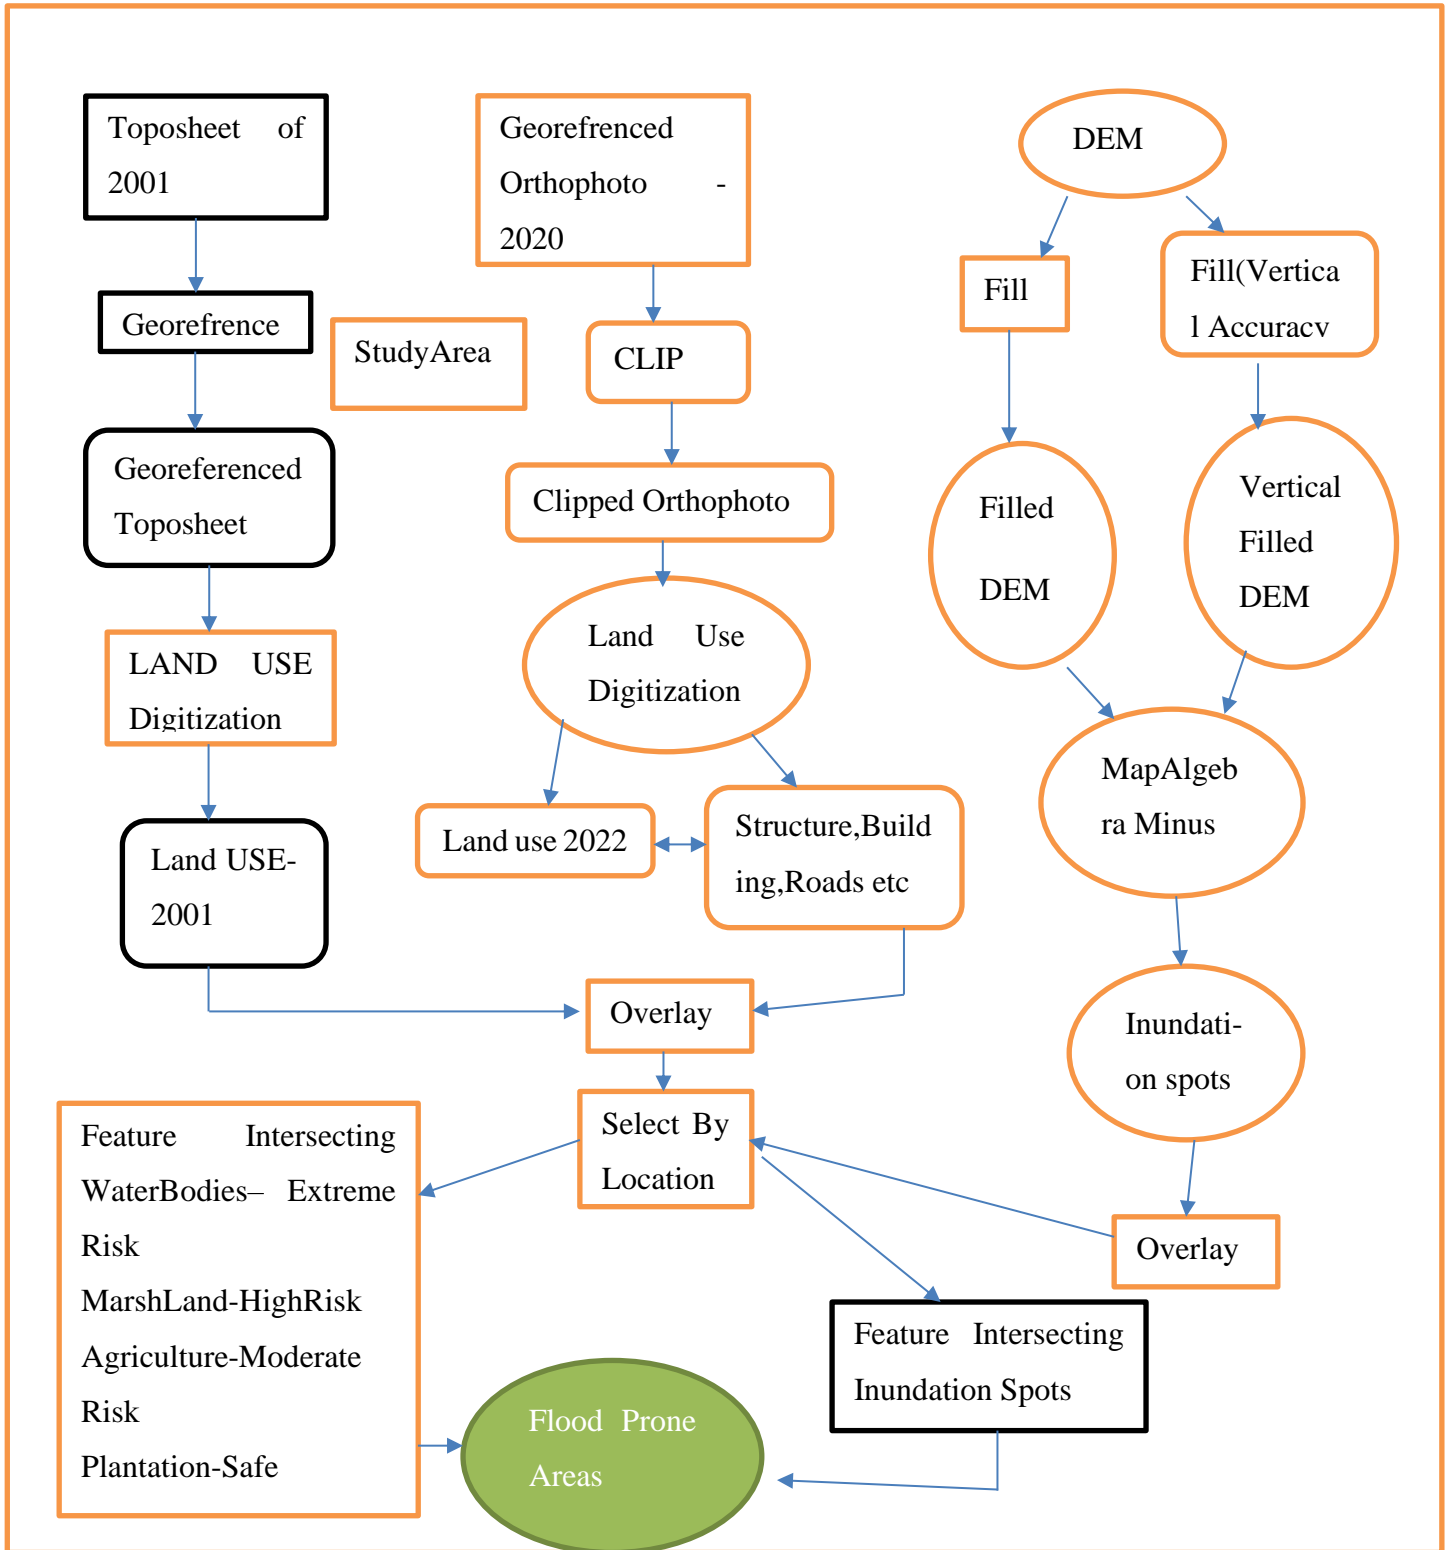 Toposheet of
2001
Georefrence
Georeferenced
Toposheet
LAND USE
Digitization
Land USE-
2001
StudyArea
Georefrenced
Orthophoto -
2020
CLIP
Clipped Orthophoto
Land Use
Digitization
Land use 2022
Structure,Build
ing,Roads etc
Overlay
Select By
Location
DEM
Fill
Fill(Vertica
l Accuracy
Filled
DEM
Vertical
Filled
DEM
MapAlgeb
ra Minus
Inundati-
on spots
Overlay
Feature Intersecting
WaterBodies– Extreme
Risk
MarshLand-HighRisk
Agriculture-Moderate
Risk
Plantation-Safe
Feature Intersecting
Inundation Spots
Flood Prone
Areas